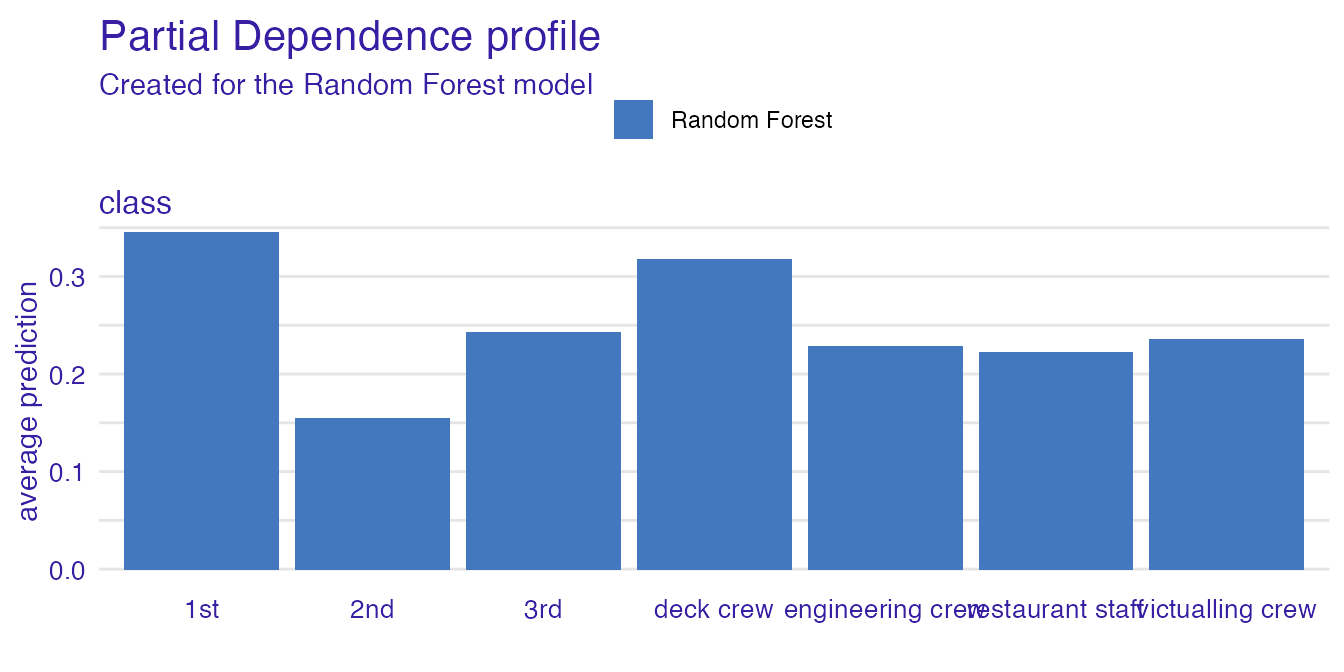 Partial Dependence profile
Created for the Random Forest model
Random Forest
class
average prediction
0.3
0.2
0.1
0.0
1st 2nd 3rd deck crew engineering crew restaurant staff victualling crew